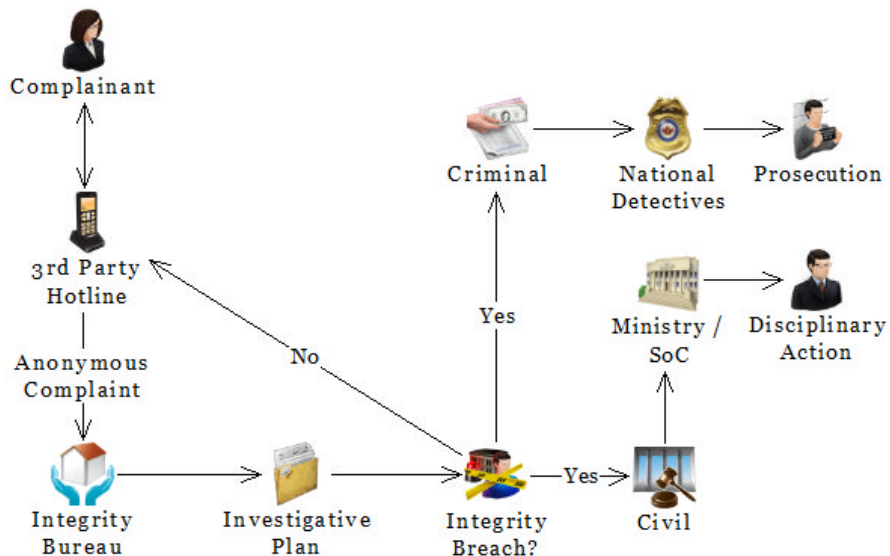 Complainant
3rd Party
Hotline
Anonymous
Complaint
Integrity
Bureau
Investigative
Plan
Integrity
Breach?
No
Yes
Criminal
National
Detectives
Prosecution
Yes
Civil
Ministry /
SoC
Disciplinary
Action